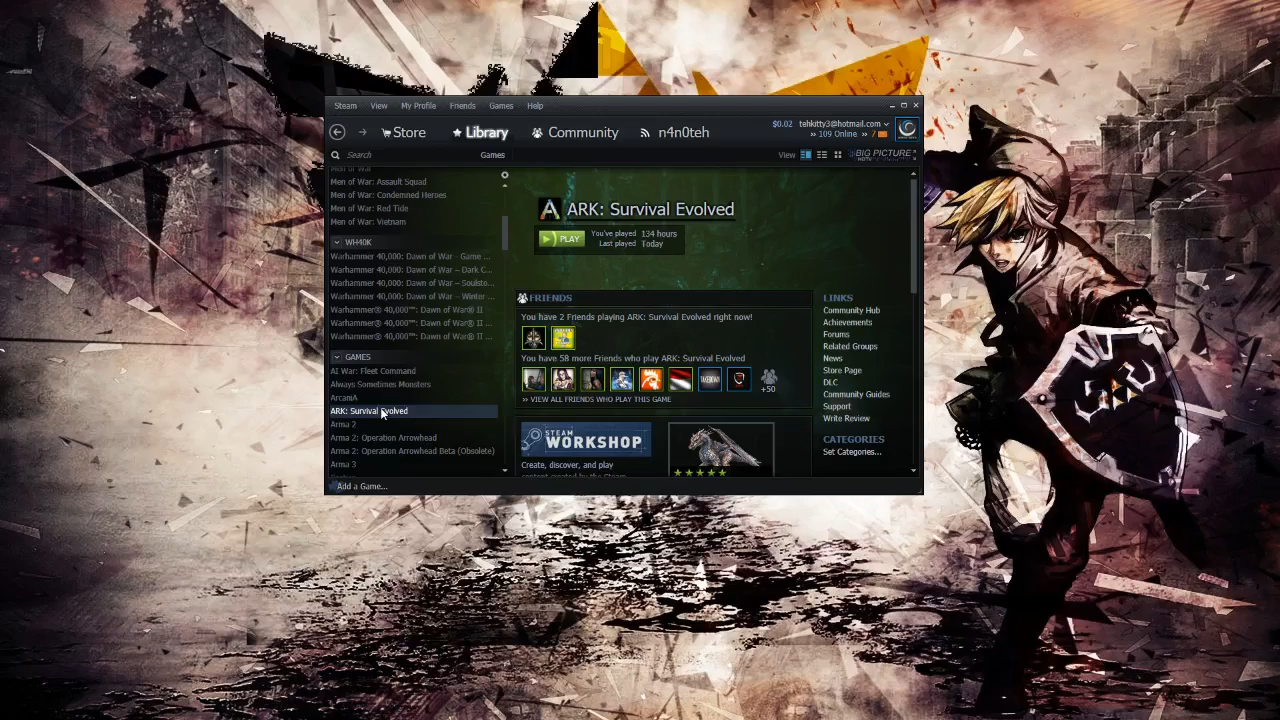 Steam View My Profile Friends Games Help
Store Library Community n4n0teh
$0.02 tehkitty3@hotmail.com
›› 109 Online ›› 7
Search Games
View BIG PICTURE
Men of War
Men of War: Assault Squad
Men of War: Condemned Heroes
Men of War: Red Tide
Men of War: Vietnam
WH40K
Warhammer 40,000: Dawn of War - Game ...
Warhammer 40,000: Dawn of War – Dark C...
Warhammer 40,000: Dawn of War – Soulsto...
Warhammer 40,000: Dawn of War – Winter ...
Warhammer® 40,000™: Dawn of War® II ...
Warhammer® 40,000™: Dawn of War® II ...
Warhammer® 40,000™: Dawn of War® II ...
GAMES
AI War: Fleet Command
Always Sometimes Monsters
ArcaniA
ARK: Survival Evolved
Arma 2
Arma 2: Operation Arrowhead
Arma 2: Operation Arrowhead Beta (Obsolete)
Arma 3
Add a Game...
ARK: Survival Evolved
PLAY
You've played 134 hours
Last played Today
FRIENDS
You have 2 Friends playing ARK: Survival Evolved right now!
You have 58 more Friends who play ARK: Survival Evolved
+50
›› VIEW ALL FRIENDS WHO PLAY THIS GAME
STEAM
WORKSHOP
Create, discover, and play
content created by the Steam
LINKS
Community Hub
Achievements
Forums
Related Groups
News
Store Page
DLC
Community Guides
Support
Write Review
CATEGORIES
Set Categories...